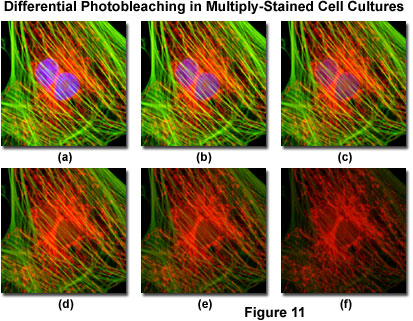 Differential Photobleaching in Multiply-Stained Cell Cultures
(a) (b) (c)
(d) (e) (f)
Figure 11